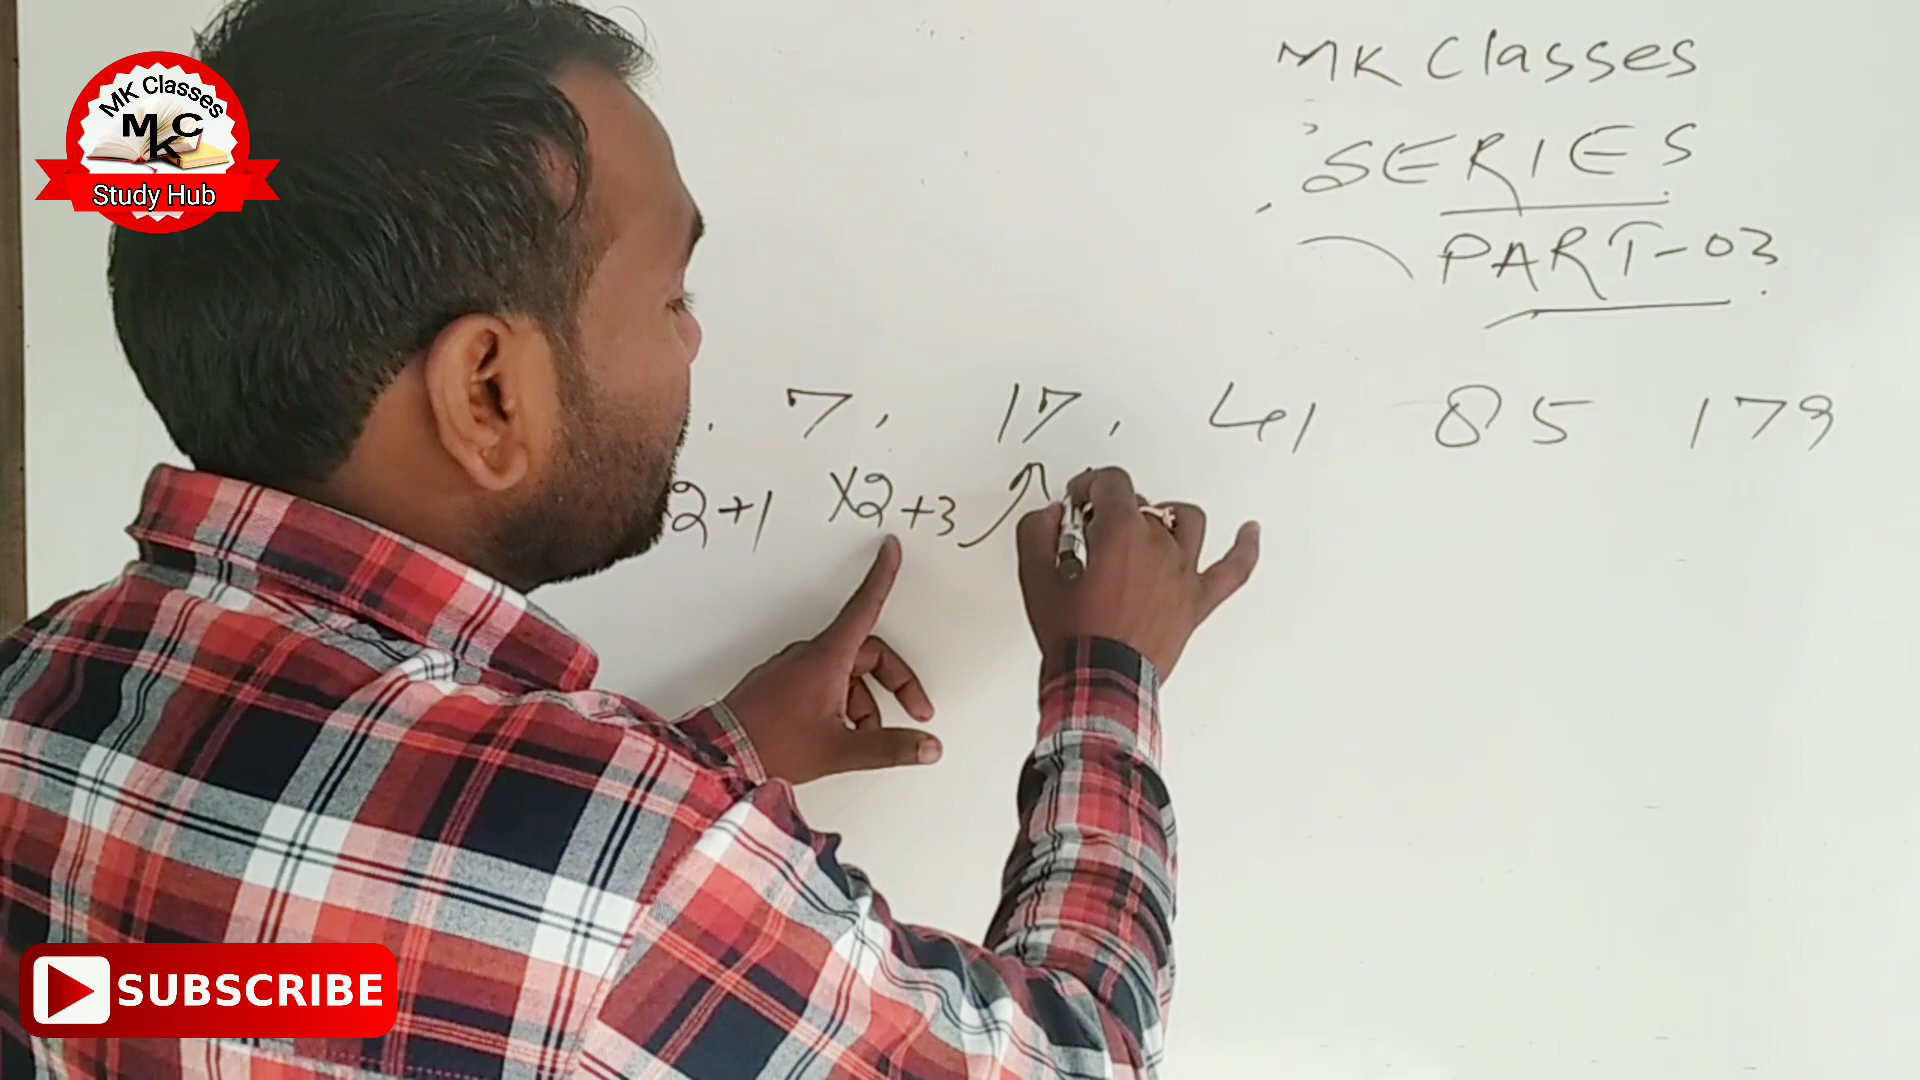 MK Classes
MKC
Study Hub
MK Classes
SERIES
PART-03
. 7, 17, 41 85 179
2+1 X2+3
SUBSCRIBE